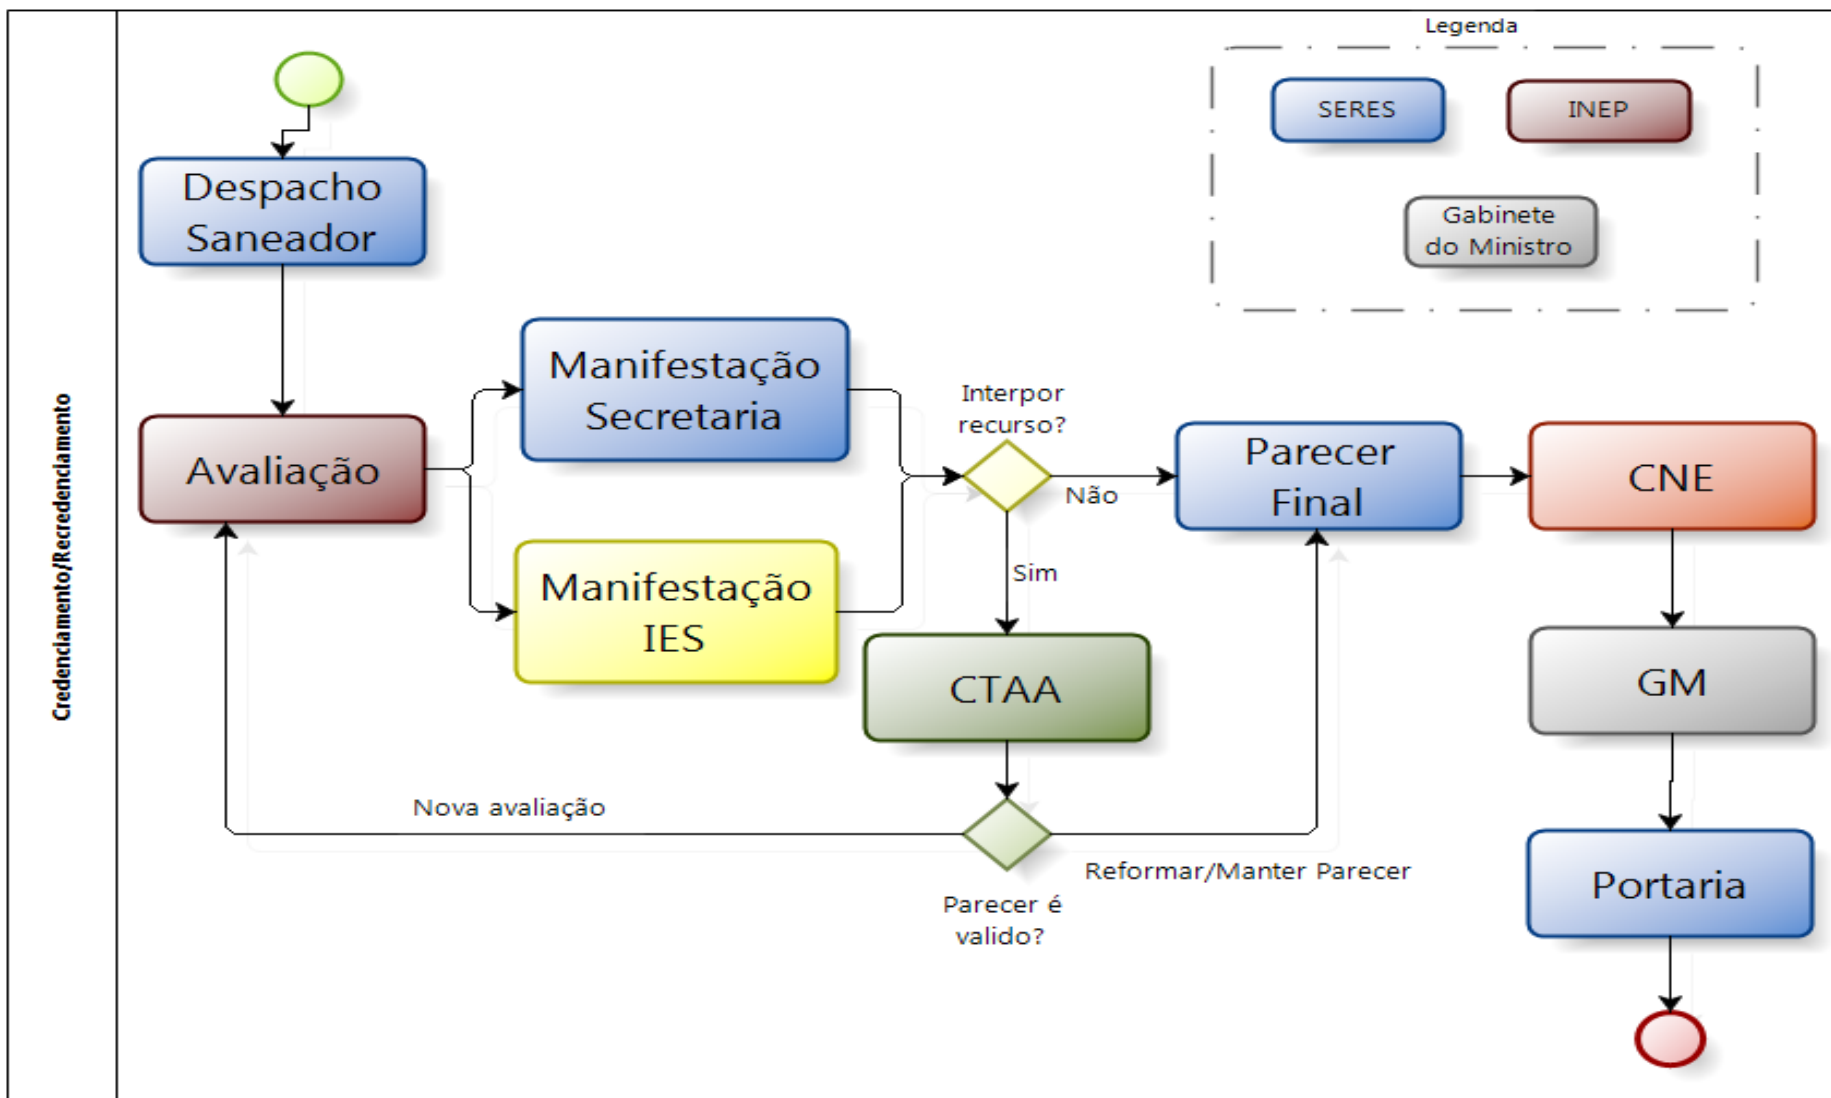 Legenda
SERES
INEP
Gabinete
do Ministro
Credenciamento/Recredenciamento
Despacho
Saneador
Avaliação
Manifestação
Secretaria
Manifestação
IES
Interpor
recurso?
Não
Sim
Parecer
Final
CNE
CTAA
GM
Nova avaliação
Reformar/Manter Parecer
Parecer é
valido?
Portaria